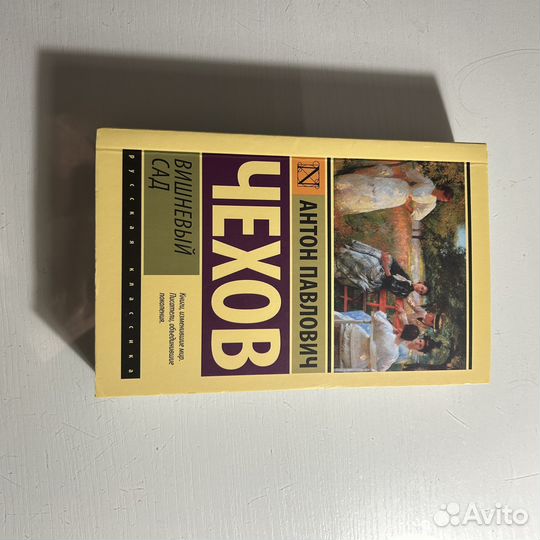 N
АНТОН ПАВЛОВИЧ
ЧЕХОВ
ВИШНЕВЫЙ
САД
Книги, изменившие мир.
Писатели, объединившие
поколения.
РУССКАЯ КЛАССИКА
Avito